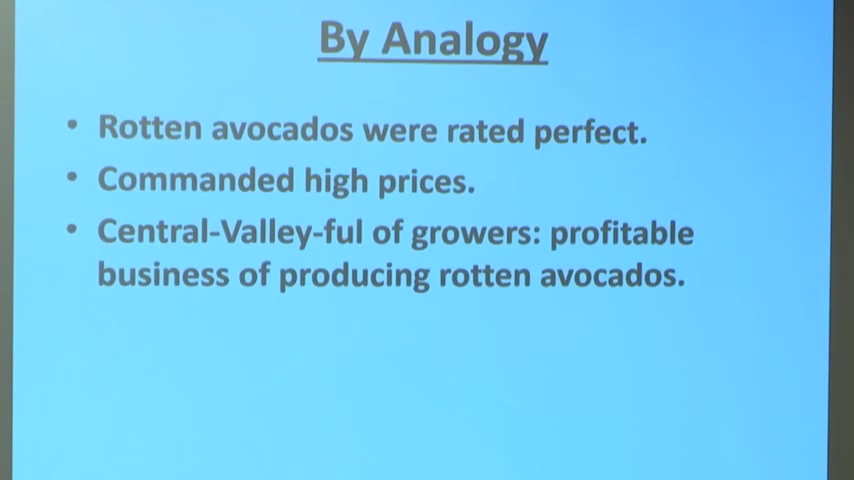 By Analogy
• Rotten avocados were rated perfect.
• Commanded high prices.
• Central-Valley-ful of growers: profitable
business of producing rotten avocados.